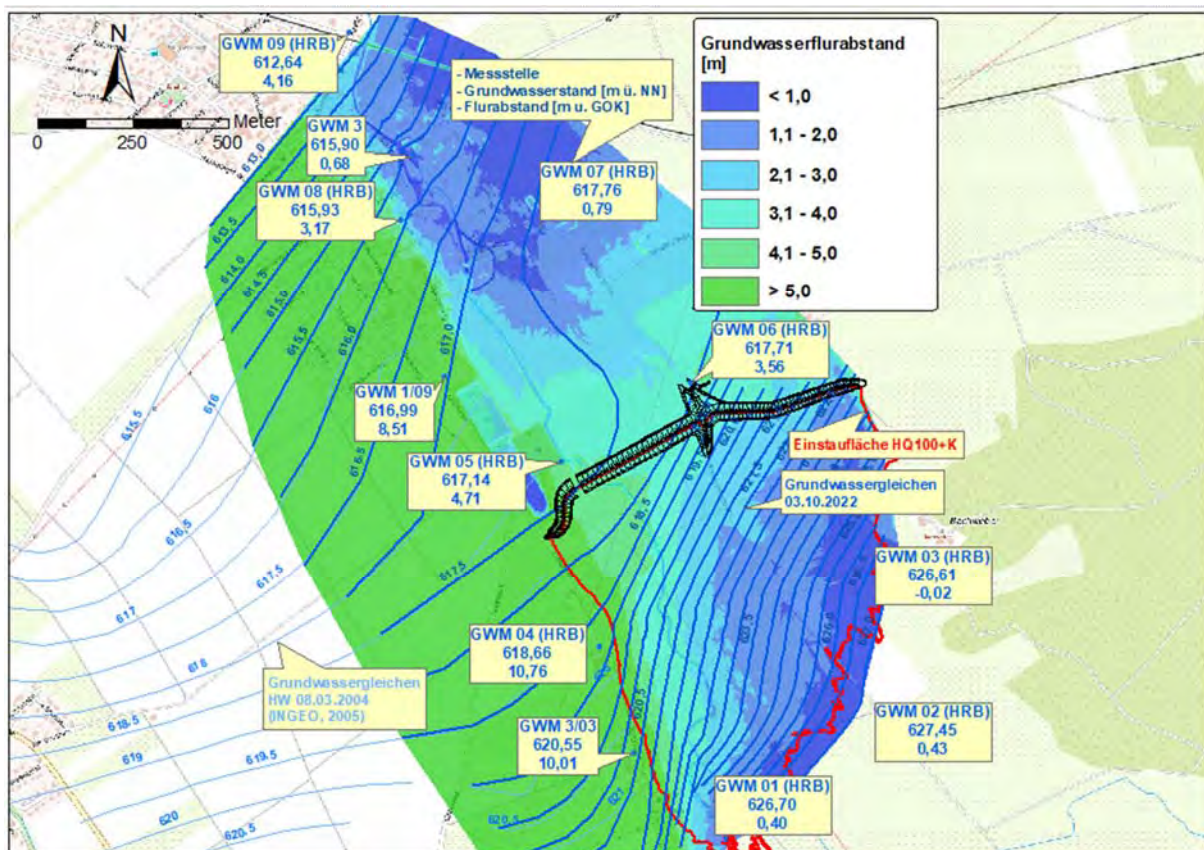 N
Meter
0 250 500
GWM 09 (HRB)
612,64
4,16
- Messstelle
- Grundwasserstand [m ü. NN]
- Flurabstand [m u. GOK]
Grundwasserflurabstand
[m]
< 1,0
1,1 - 2,0
2,1 - 3,0
3,1 - 4,0
4,1 - 5,0
> 5,0
GWM 3
615,90
0,68
GWM 07 (HRB)
617,76
0,79
GWM 08 (HRB)
615,93
3,17
613,0
613,5
614,0
614,5
615,0
615,5
616,0
617,0
616,5
GWM 06 (HRB)
617,71
3,56
GWM 1/09
616,99
8,51
GWM 05 (HRB)
617,14
4,71
Einstaufläche HQ100+K
Grundwassergleichen
03.10.2022
615,5
616
616,5
617
617,5
618
618,5
619
619,5
620
620,5
617,5
618,5
GWM 03 (HRB)
626,61
-0,02
GWM 04 (HRB)
618,66
10,76
620,5
Grundwassergleichen
HW 08.03.2004
(INGEO, 2005)
GWM 3/03
620,55
10,01
GWM 02 (HRB)
627,45
0,43
GWM 01 (HRB)
626,70
0,40
620,5
621